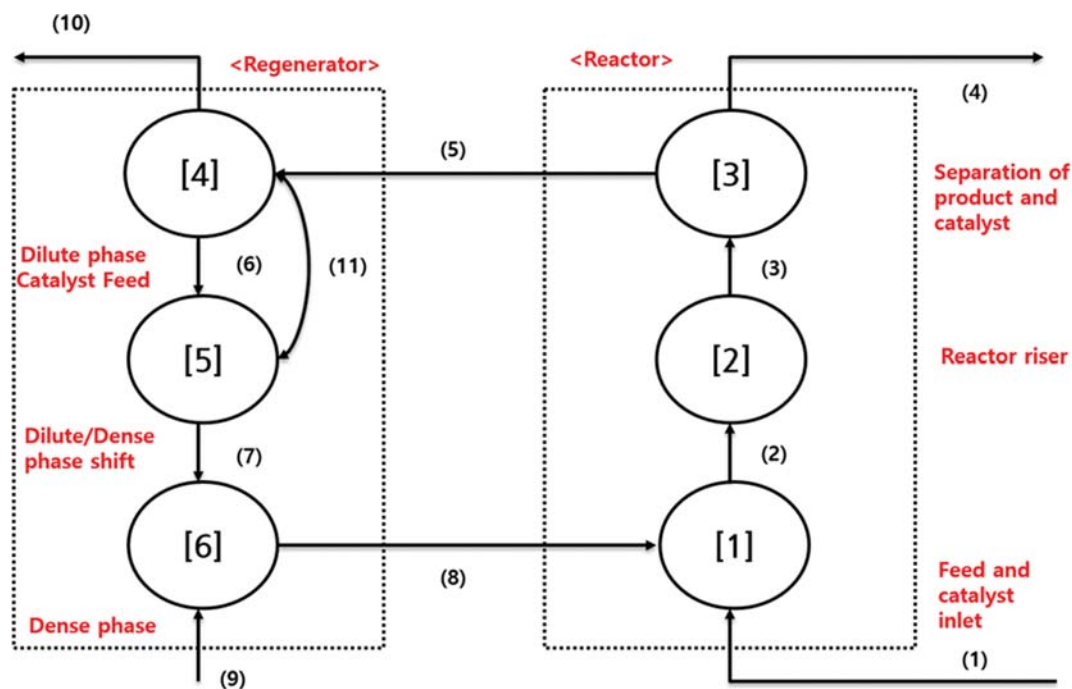 (10)
<Regenerator>
<Reactor>
(4)
[4]
(5)
[3]
Separation of
product and
catalyst
Dilute phase
Catalyst Feed
(6)
(11)
(3)
[5]
[2]
Reactor riser
Dilute/Dense
phase shift
(7)
(2)
[6]
[1]
(8)
Feed and
catalyst
inlet
Dense phase
(9)
(1)